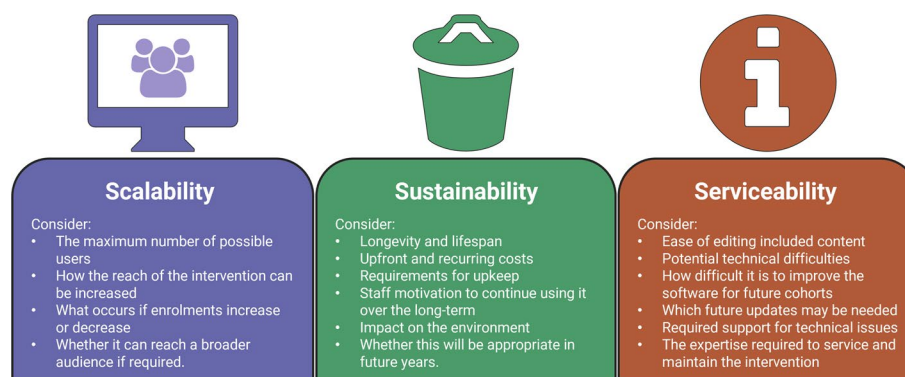 Scalability
Consider:
• The maximum number of possible
users
• How the reach of the intervention can
be increased
• What occurs if enrolments increase
or decrease
• Whether it can reach a broader
audience if required.
Sustainability
Consider:
• Longevity and lifespan
• Upfront and recurring costs
• Requirements for upkeep
• Staff motivation to continue using it
over the long-term
• Impact on the environment
• Whether this will be appropriate in
future years.
Serviceability
Consider:
• Ease of editing included content
• Potential technical difficulties
• How difficult it is to improve the
software for future cohorts
• Which future updates may be needed
• Required support for technical issues
• The expertise required to service and
maintain the intervention